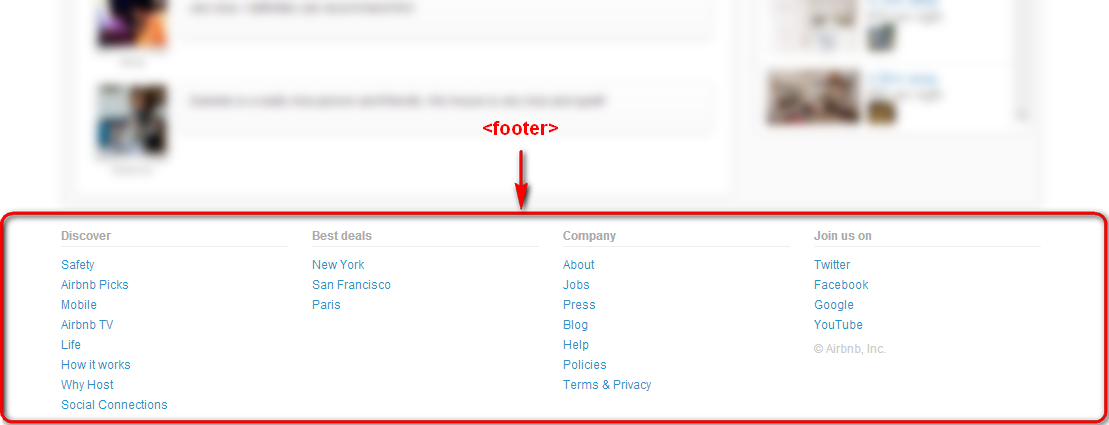 <footer>
Discover
Safety
Airbnb Picks
Mobile
Airbnb TV
Life
How it works
Why Host
Social Connections
Best deals
New York
San Francisco
Paris
Company
About
Jobs
Press
Blog
Help
Policies
Terms & Privacy
Join us on
Twitter
Facebook
Google
YouTube
© Airbnb, Inc.